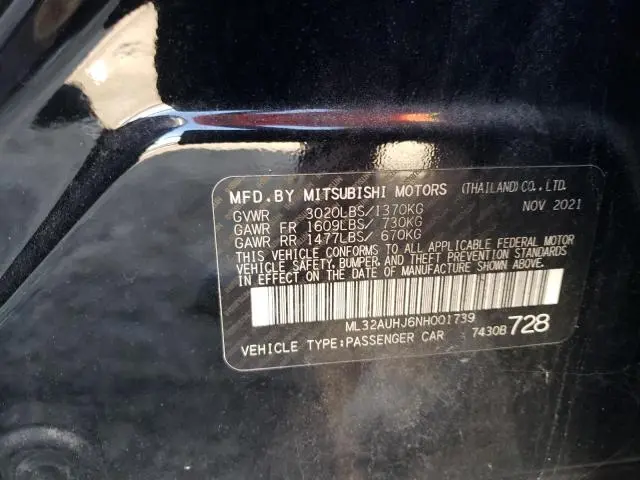 MFD. BY MITSUBISHI MOTORS (THAILAND) CO., LTD.
GVWR 3020LBS/1370KG NOV 2021
GAWR FR 1609LBS/ 730KG
GAWR RR 1477LBS/ 670KG
THIS VEHICLE CONFORMS TO ALL APPLICABLE FEDERAL MOTOR
VEHICLE SAFETY, BUMPER, AND THEFT PREVENTION STANDARDS
IN EFFECT ON THE DATE OF MANUFACTURE SHOWN ABOVE.
ML32AUHJ6NH001739
VEHICLE TYPE:PASSENGER CAR 7430B 728